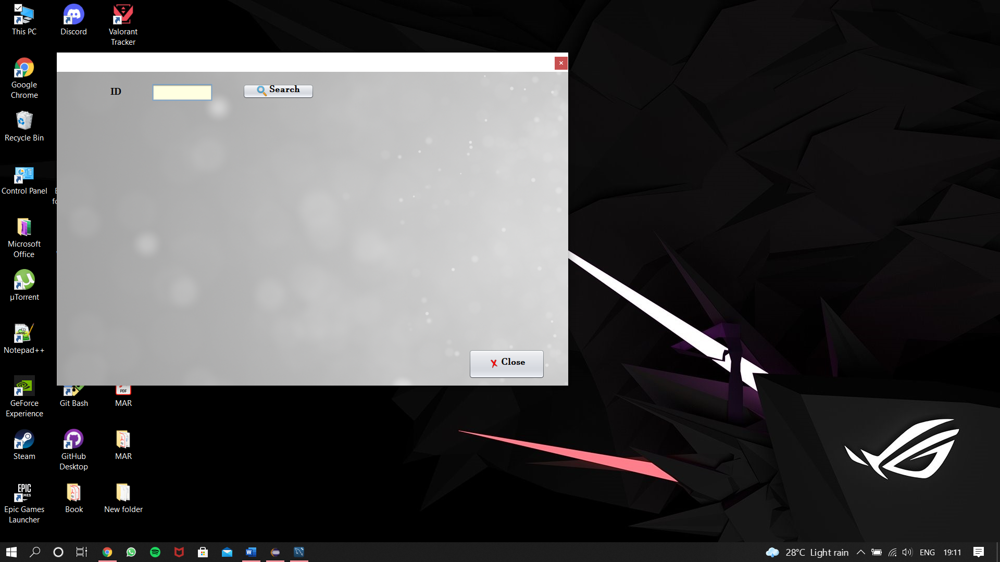 This PC
Discord
Valorant
Tracker
Google
Chrome
ID
Search
Recycle Bin
Control Panel
Microsoft
Office
µTorrent
Notepad++
Close
GeForce
Experience
Git Bash
PDF
MAR
Steam
GitHub
Desktop
MAR
EPIC
Epic Games
Launcher
Book
New folder
28°C Light rain
ENG
19:11